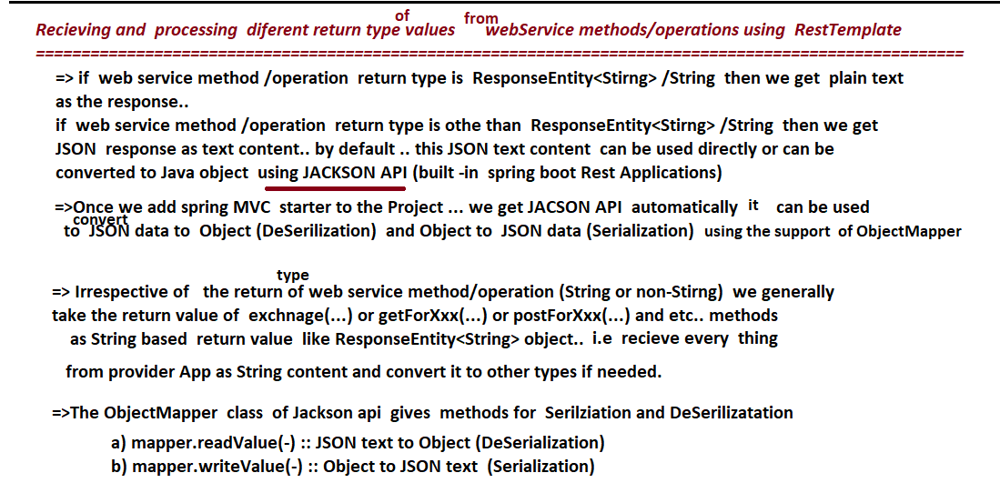 Recieving and processing diferent return type of values from webService methods/operations using RestTemplate
=> if web service method /operation return type is ResponseEntity<Stirng> /String then we get plain text
as the response..
if web service method /operation return type is othe than ResponseEntity<Stirng> /String then we get
JSON response as text content.. by default .. this JSON text content can be used directly or can be
converted to Java object using JACKSON API (built -in spring boot Rest Applications)
=>Once we add spring MVC starter to the Project ... we get JACSON API automatically it can be used
to convert JSON data to Object (DeSerilization) and Object to JSON data (Serialization) using the support of ObjectMapper
=> Irrespective of the return type of web service method/operation (String or non-Stirng) we generally
take the return value of exchnage(...) or getForXxx(...) or postForXxx(...) and etc.. methods
as String based return value like ResponseEntity<String> object.. i.e recieve every thing
from provider App as String content and convert it to other types if needed.
=>The ObjectMapper class of Jackson api gives methods for Serilziation and DeSerilizatation
a) mapper.readValue(-) :: JSON text to Object (DeSerialization)
b) mapper.writeValue(-) :: Object to JSON text (Serialization)